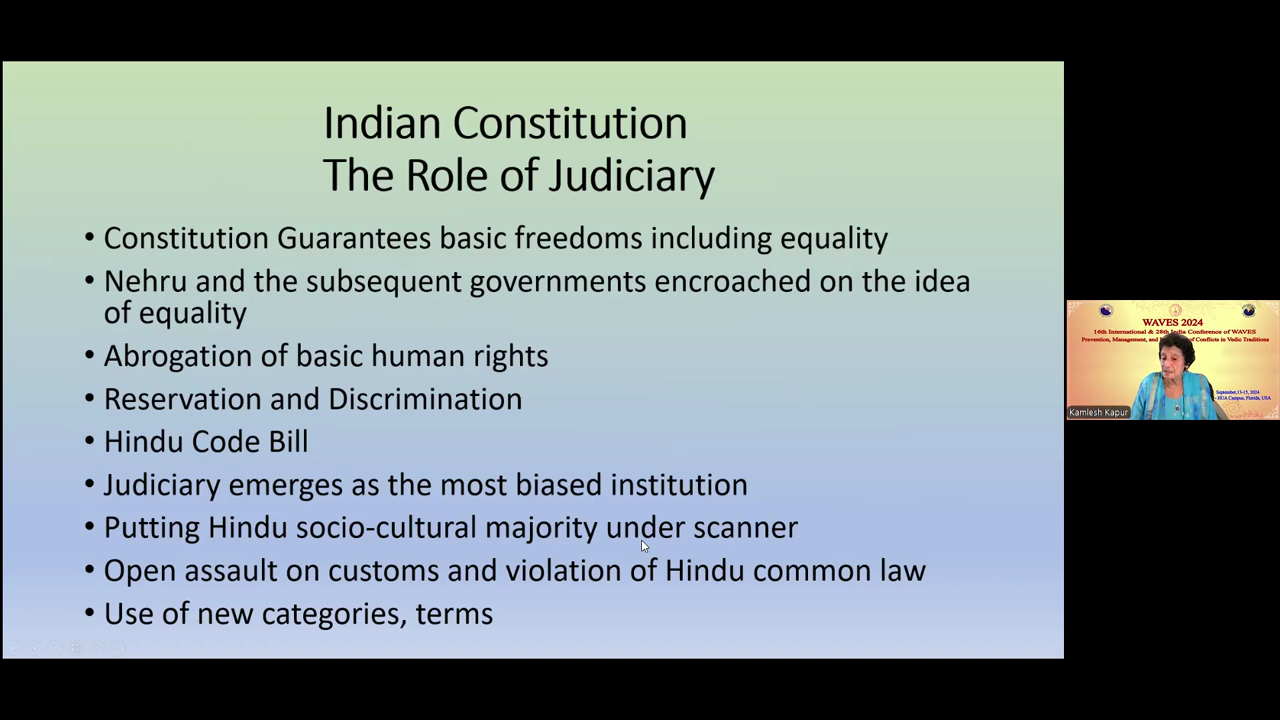 Indian Constitution
The Role of Judiciary
• Constitution Guarantees basic freedoms including equality
• Nehru and the subsequent governments encroached on the idea
of equality
• Abrogation of basic human rights
• Reservation and Discrimination
• Hindu Code Bill
• Judiciary emerges as the most biased institution
• Putting Hindu socio-cultural majority under scanner
• Open assault on customs and violation of Hindu common law
• Use of new categories, terms
WAVES 2024
16th International & 28th India Conference of WAVES
Prevention, Management, and of Conflicts in Vedic Traditions
September,13-15, 2024
HUA Campus, Florida, USA
Kamlesh Kapur